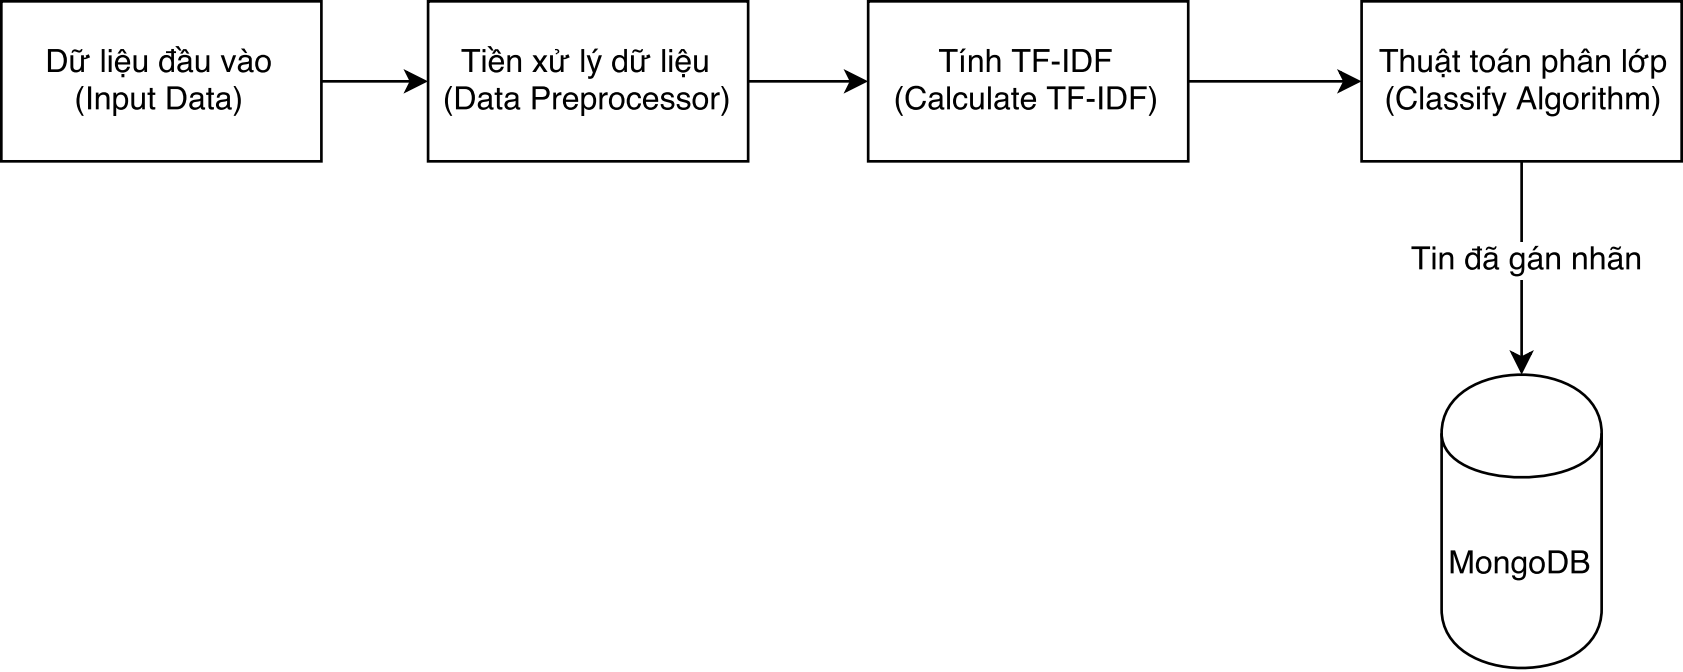 Dữ liệu đầu vào
(Input Data)
Tiền xử lý dữ liệu
(Data Preprocessor)
Tính TF-IDF
(Calculate TF-IDF)
Thuật toán phân lớp
(Classify Algorithm)
Tin đã gán nhãn
MongoDB